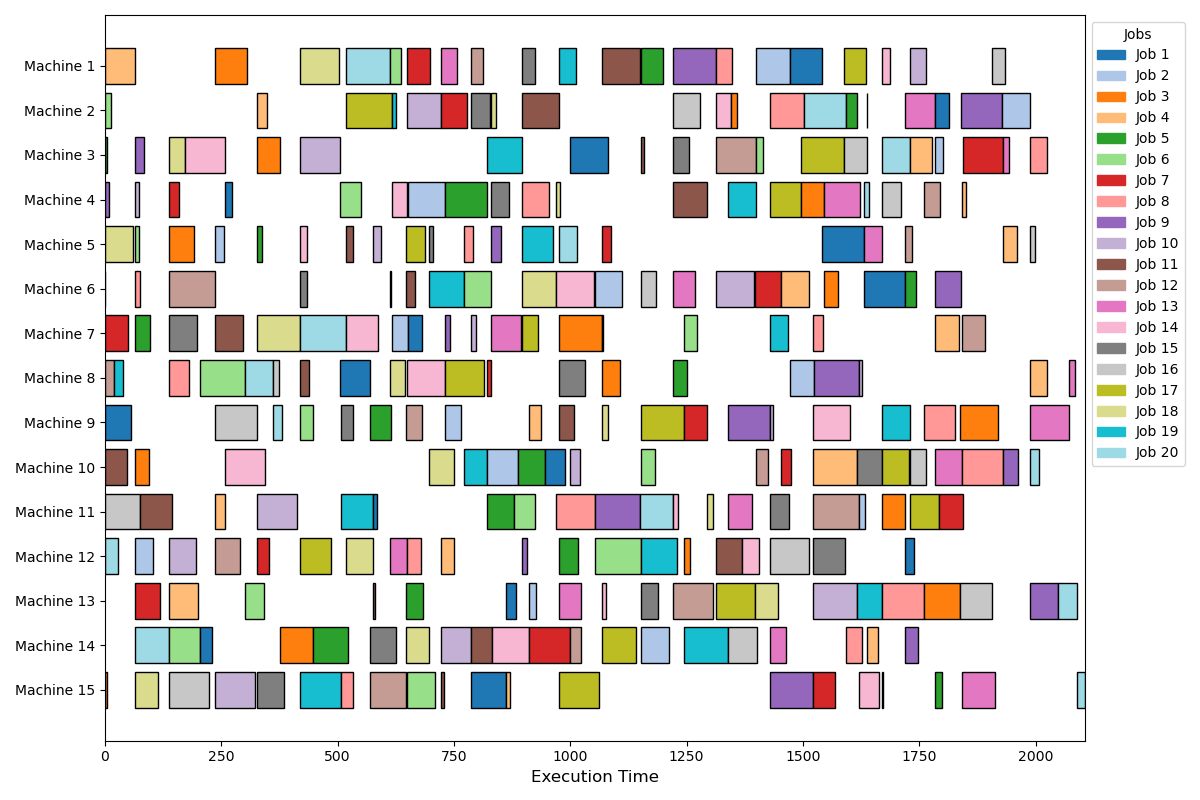 Machine 1
Machine 2
Machine 3
Machine 4
Machine 5
Machine 6
Machine 7
Machine 8
Machine 9
Machine 10
Machine 11
Machine 12
Machine 13
Machine 14
Machine 15
0 250 500 750 1000 1250 1500 1750 2000
Execution Time
Jobs
Job 1
Job 2
Job 3
Job 4
Job 5
Job 6
Job 7
Job 8
Job 9
Job 10
Job 11
Job 12
Job 13
Job 14
Job 15
Job 16
Job 17
Job 18
Job 19
Job 20